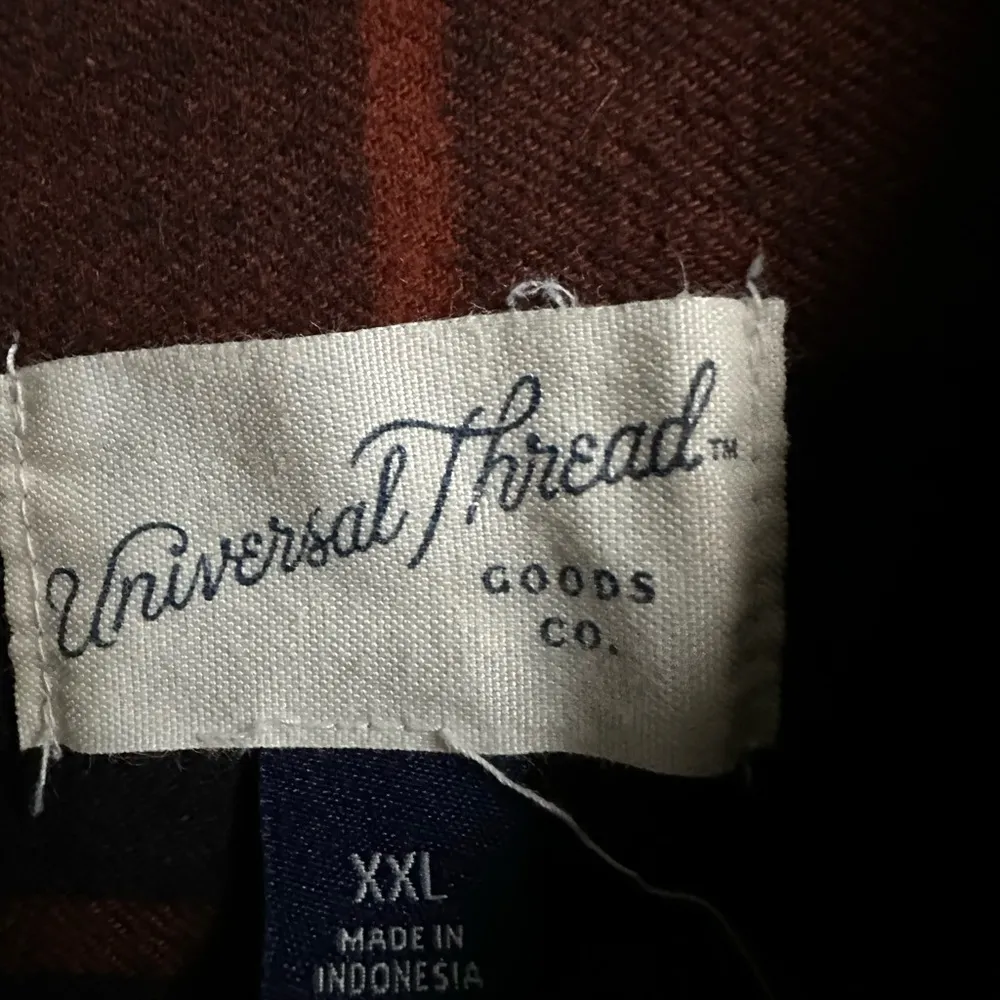 Universal Thread™
GOODS
CO.
XXL
MADE IN
INDONESIA